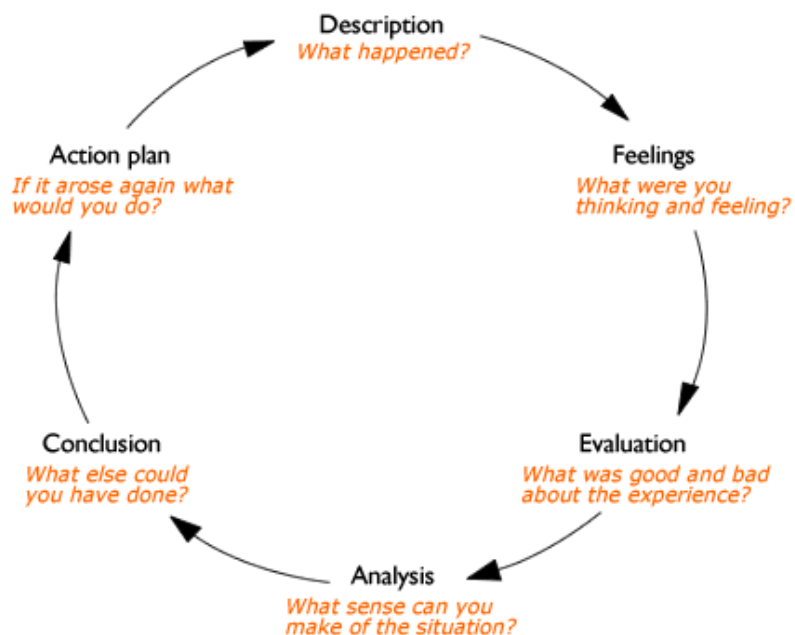 Description
What happened?
Feelings
What were you
thinking and feeling?
Evaluation
What was good and bad
about the experience?
Analysis
What sense can you
make of the situation?
Conclusion
What else could
you have done?
Action plan
If it arose again what
would you do?